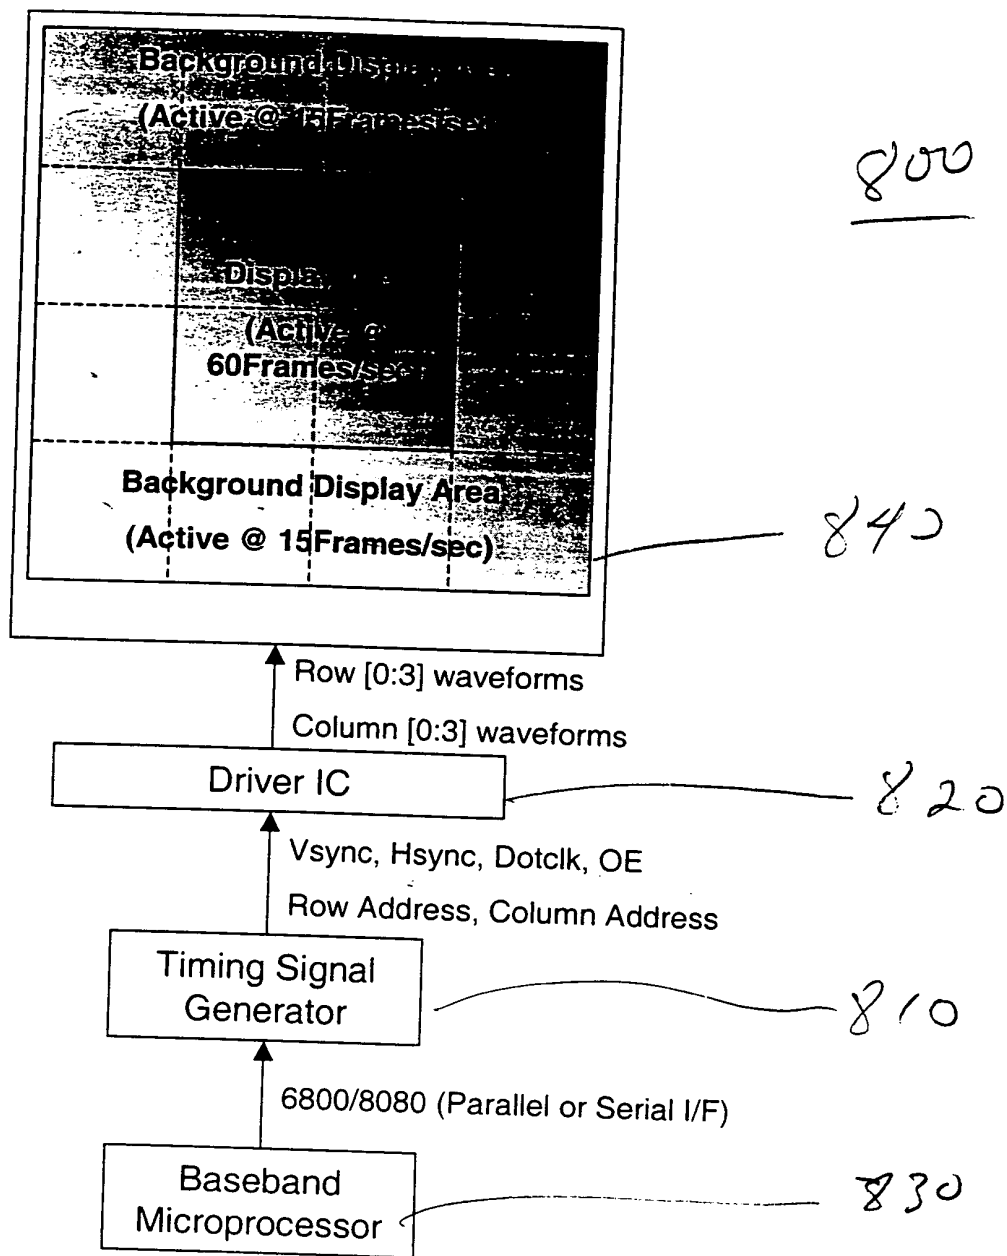 Background Display
(Active @ 15Frames/sec
800
Display
(Active @
60Frames/sec
Background Display Area
(Active @ 15Frames/sec)
840
Row [0:3] waveforms
Column [0:3] waveforms
Driver IC
820
Vsync, Hsync, Dotclk, OE
Row Address, Column Address
Timing Signal
Generator
810
6800/8080 (Parallel or Serial I/F)
Baseband
Microprocessor
830